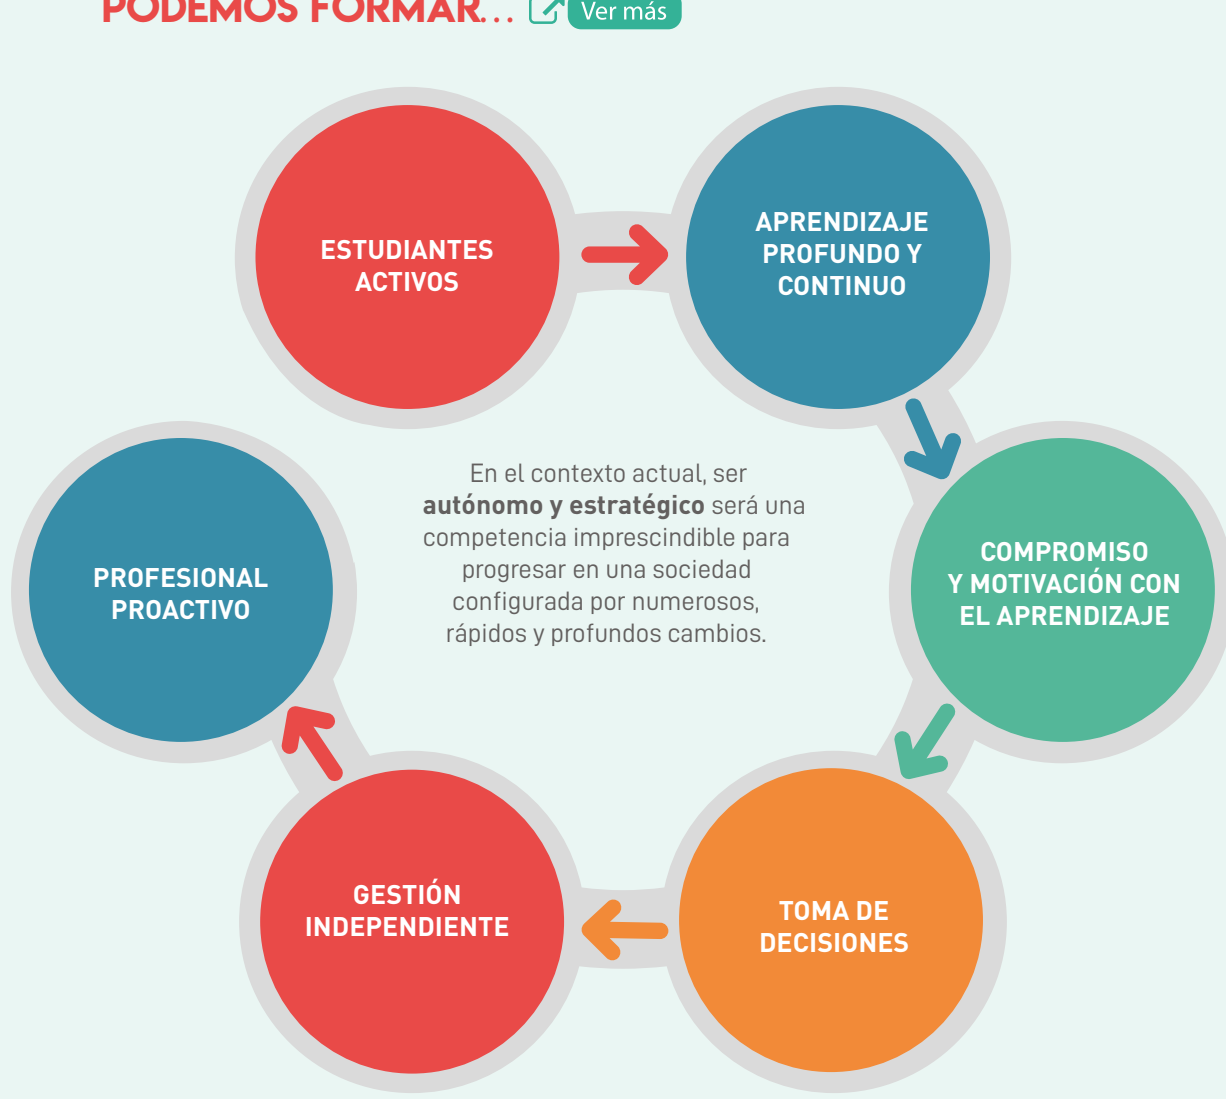 PODEMOS FORMAR... Ver más
ESTUDIANTES
ACTIVOS
APRENDIZAJE
PROFUNDO Y
CONTINUO
COMPROMISO
Y MOTIVACIÓN CON
EL APRENDIZAJE
TOMA DE
DECISIONES
GESTIÓN
INDEPENDIENTE
PROFESIONAL
PROACTIVO
En el contexto actual, ser
autónomo y estratégico será una
competencia imprescindible para
progresar en una sociedad
configurada por numerosos,
rápidos y profundos cambios.